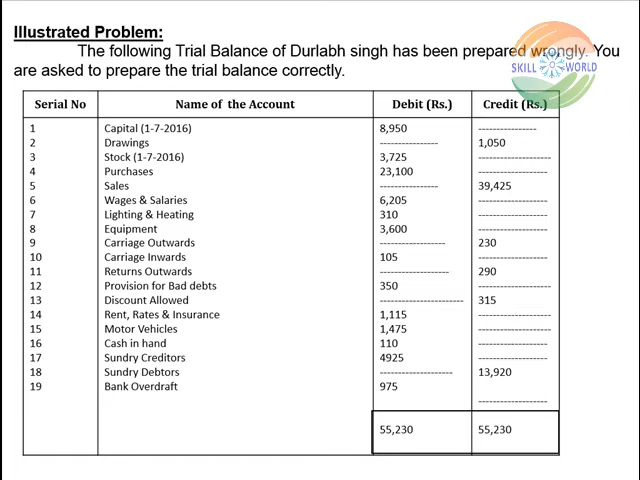 Illustrated Problem:
The following Trial Balance of Durlabh singh has been prepared wrongly. You
are asked to prepare the trial balance correctly.
SKILL WORLD
Serial No Name of the Account Debit (Rs.) Credit (Rs.)
1 Capital (1-7-2016) 8,950 ----------------
2 Drawings ---------------- 1,050
3 Stock (1-7-2016) 3,725 --------------------
4 Purchases 23,100 --------------------
5 Sales ---------------- 39,425
6 Wages & Salaries 6,205 --------------------
7 Lighting & Heating 310 --------------------
8 Equipment 3,600 --------------------
9 Carriage Outwards ------------------ 230
10 Carriage Inwards 105 --------------------
11 Returns Outwards ------------------- 290
12 Provision for Bad debts 350 --------------------
13 Discount Allowed ----------------------- 315
14 Rent, Rates & Insurance 1,115 --------------------
15 Motor Vehicles 1,475 --------------------
16 Cash in hand 110 --------------------
17 Sundry Creditors 4925 --------------------
18 Sundry Debtors -------------------- 13,920
19 Bank Overdraft 975
-------------------
55,230 55,230